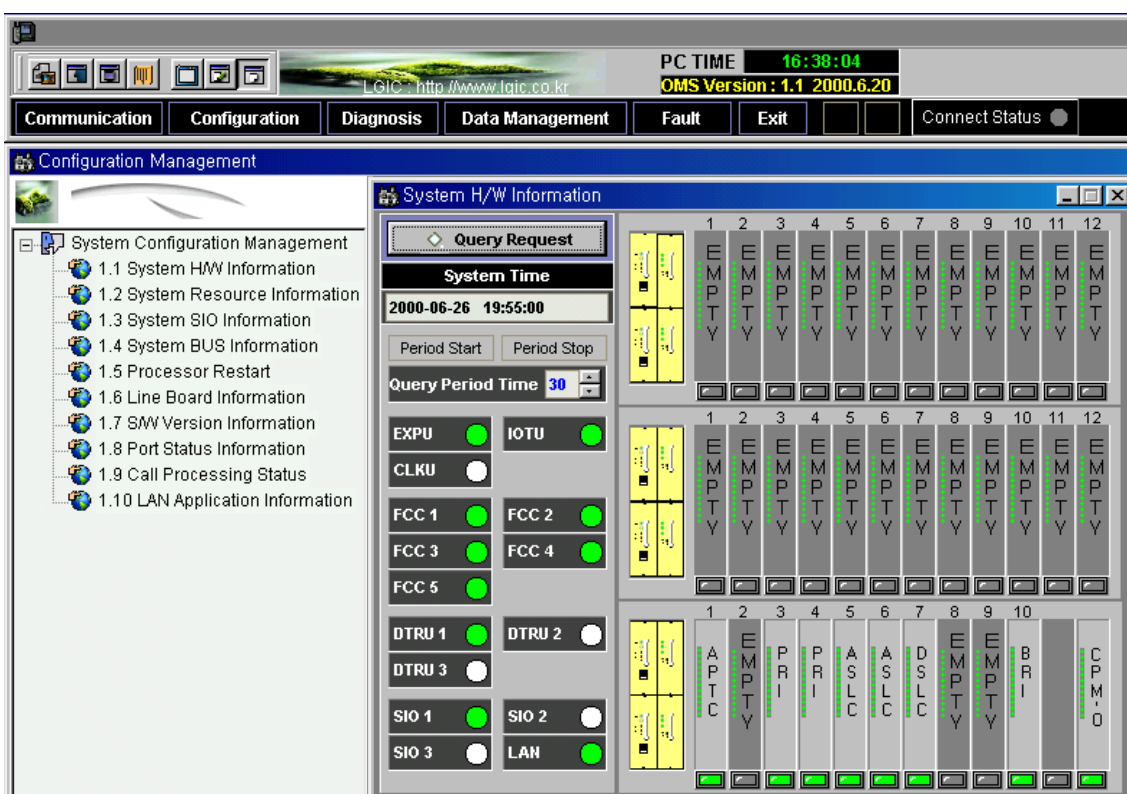 PC TIME 16:38:04
LGIC : http //www.lgic.co.kr
OMS Version : 1.1 2000.6.20
Communication Configuration Diagnosis Data Management Fault Exit Connect Status
Configuration Management
System Configuration Management
1.1 System H/W Information
1.2 System Resource Information
1.3 System SIO Information
1.4 System BUS Information
1.5 Processor Restart
1.6 Line Board Information
1.7 S/W Version Information
1.8 Port Status Information
1.9 Call Processing Status
1.10 LAN Application Information
System H/W Information
Query Request
System Time
2000-06-26 19:55:00
Period Start Period Stop
Query Period Time 30
EXPU IOTU
CLKU
FCC 1 FCC 2
FCC 3 FCC 4
FCC 5
DTRU 1 DTRU 2
DTRU 3
SIO 1 SIO 2
SIO 3 LAN
1 2 3 4 5 6 7 8 9 10 11 12
EMPTY EMPTY EMPTY EMPTY EMPTY EMPTY EMPTY EMPTY EMPTY EMPTY EMPTY EMPTY
1 2 3 4 5 6 7 8 9 10 11 12
EMPTY EMPTY EMPTY EMPTY EMPTY EMPTY EMPTY EMPTY EMPTY EMPTY EMPTY EMPTY
1 2 3 4 5 6 7 8 9 10
APTC EMPTY PRI PRI ASLC ASLC DSLC EMPTY EMPTY BRI CPM-0